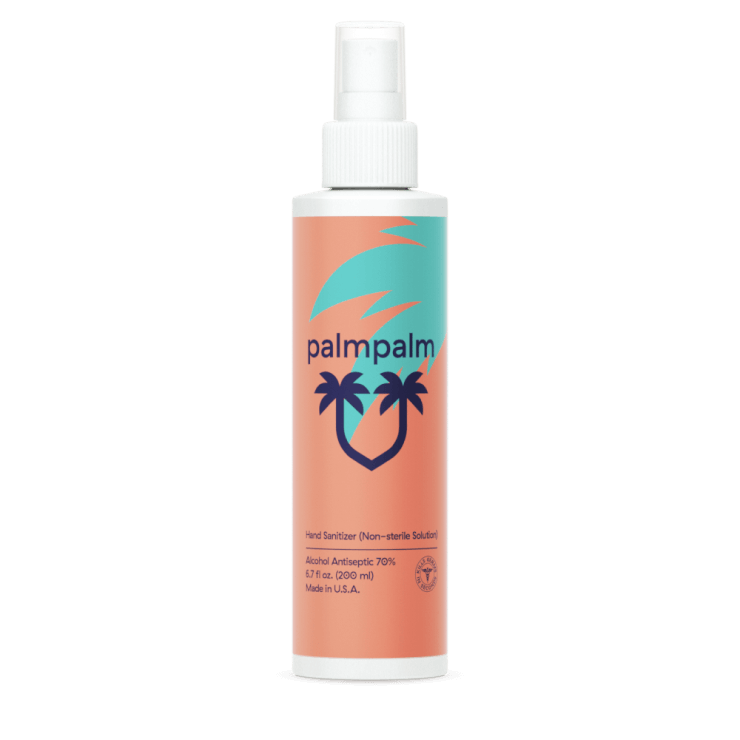 palmpalm
Hand Sanitizer (Non-sterile Solution)
Alcohol Antiseptic 70%
6.7 fl oz. (200 ml)
Made in U.S.A.